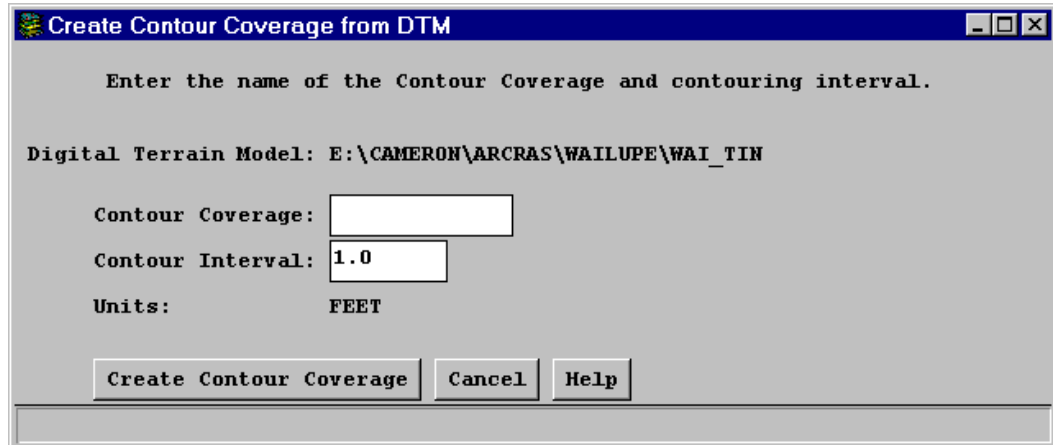 Create Contour Coverage from DTM
Enter the name of the Contour Coverage and contouring interval.
Digital Terrain Model: E:\CAMERON\ARCRAS\WAILUPE\WAI_TIN
Contour Coverage:
Contour Interval: 1.0
Units: FEET
Create Contour Coverage Cancel Help